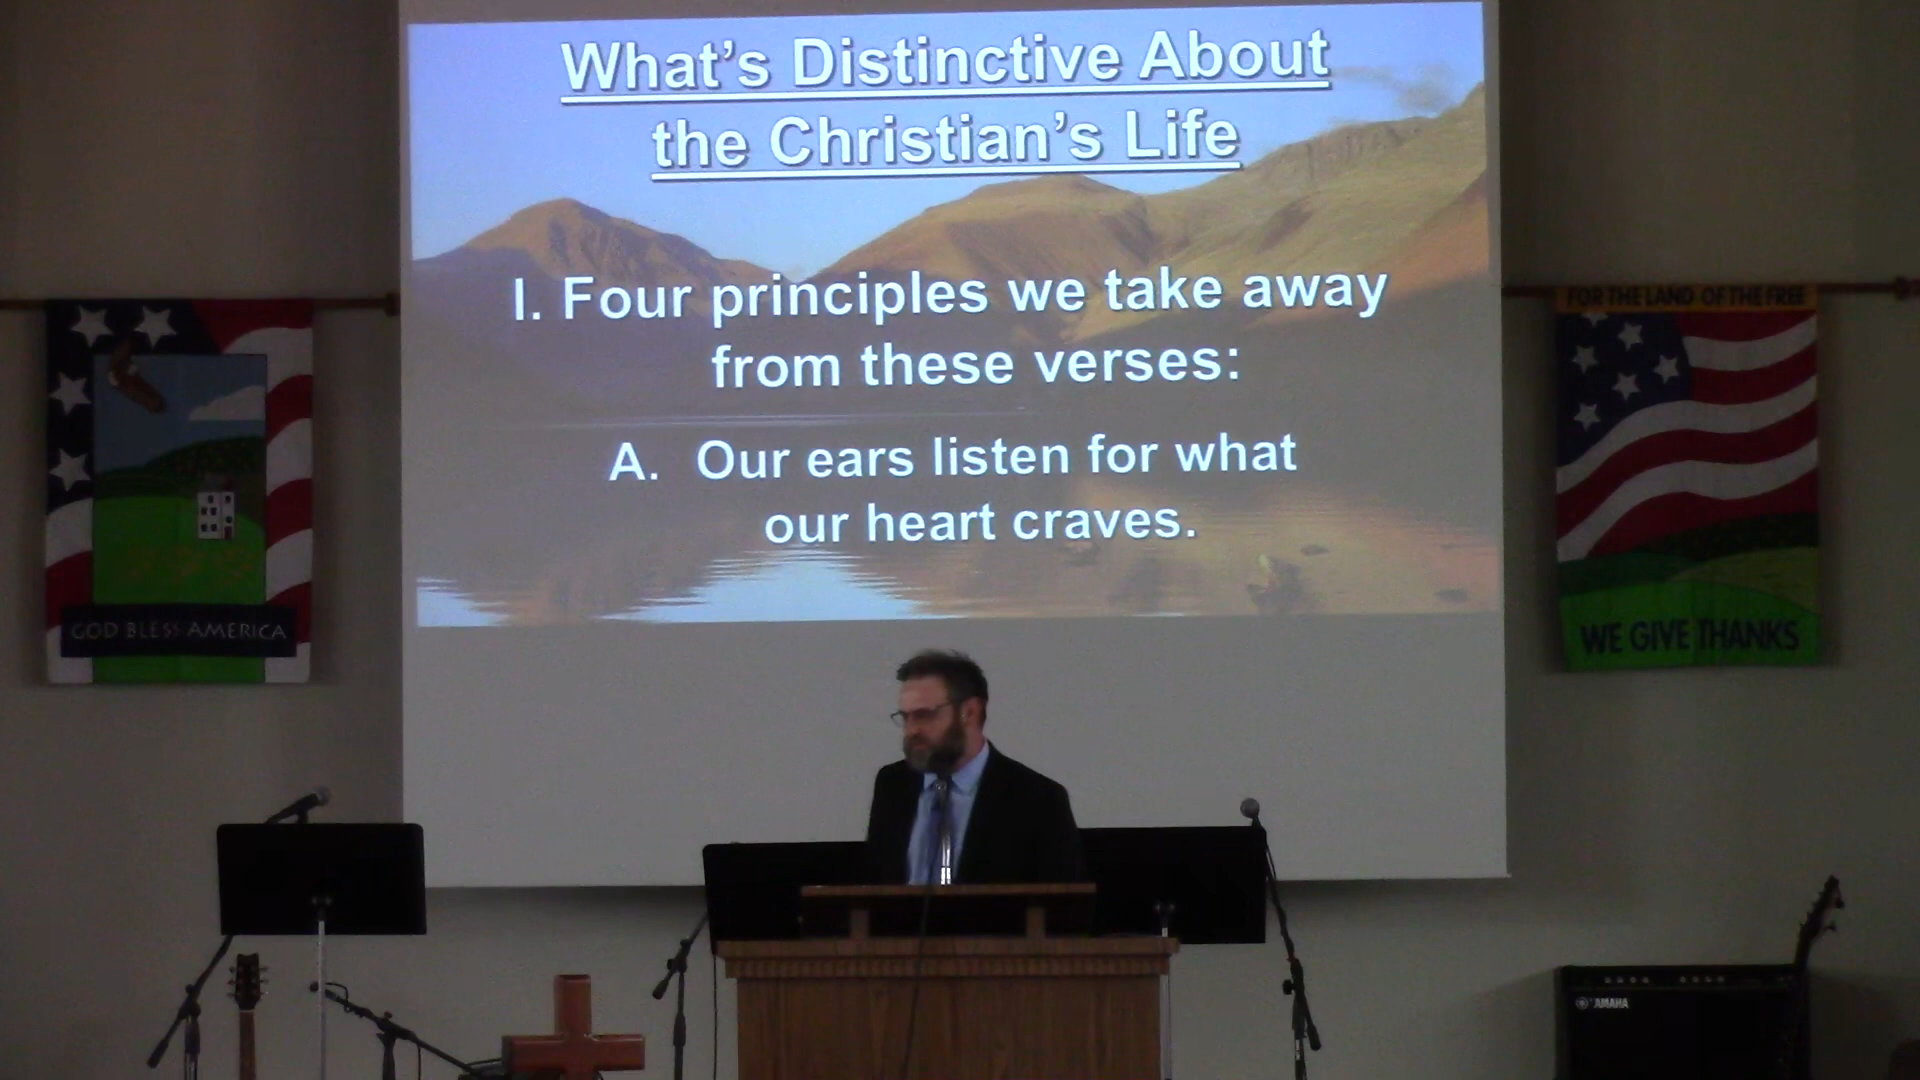 What's Distinctive About
the Christian's Life
I. Four principles we take away
from these verses:
A. Our ears listen for what
our heart craves.
GOD BLESS AMERICA
FOR THE LAND OF THE FREE
WE GIVE THANKS
YAMAHA